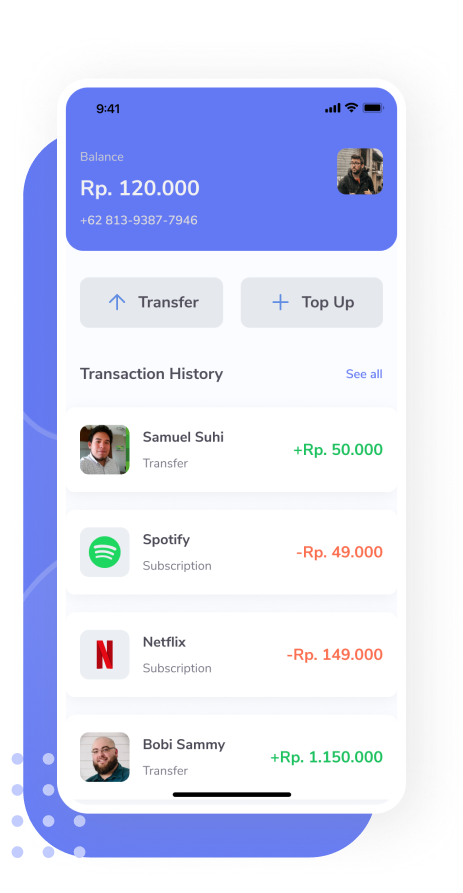 9:41
Balance
Rp. 120.000
+62 813-9387-7946
Transfer
Top Up
Transaction History
See all
Samuel Suhi
Transfer
+Rp. 50.000
Spotify
Subscription
-Rp. 49.000
Netflix
Subscription
-Rp. 149.000
Bobi Sammy
Transfer
+Rp. 1.150.000